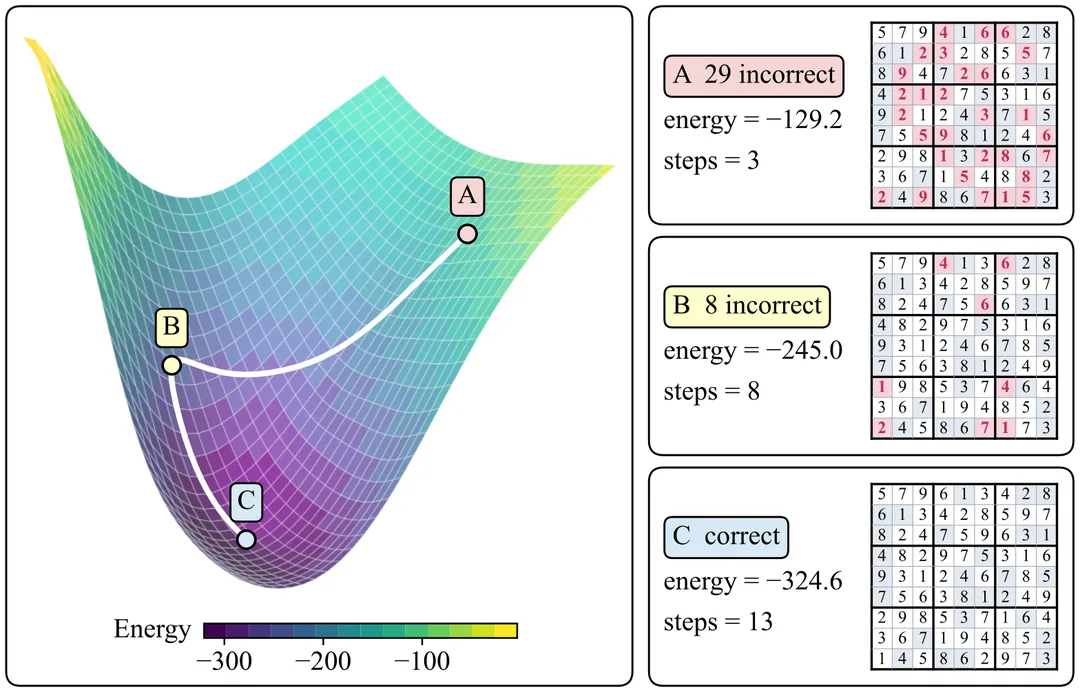 A
B
C
Energy
−300 −200 −100
A 29 incorrect
energy = −129.2
steps = 3
5 7 9 4 1 6 6 2 8
6 1 2 3 2 8 5 5 7
8 9 4 7 2 6 6 3 1
4 2 1 2 7 5 3 1 6
9 2 1 2 4 3 7 1 5
7 5 5 9 8 1 2 4 6
2 9 8 1 3 2 8 6 7
3 6 7 1 5 4 8 8 2
2 4 9 8 6 7 1 5 3
B 8 incorrect
energy = −245.0
steps = 8
5 7 9 4 1 3 6 2 8
6 1 3 4 2 8 5 9 7
8 2 4 7 5 6 6 3 1
4 8 2 9 7 5 3 1 6
9 3 1 2 4 6 7 8 5
7 5 6 3 8 1 2 4 9
1 9 8 5 3 7 4 6 4
3 6 7 1 9 4 8 5 2
2 4 5 8 6 7 1 7 3
C correct
energy = −324.6
steps = 13
5 7 9 6 1 3 4 2 8
6 1 3 4 2 8 5 9 7
8 2 4 7 5 9 6 3 1
4 8 2 9 7 5 3 1 6
9 3 1 2 4 6 7 8 5
7 5 6 3 8 1 2 4 9
2 9 8 5 3 7 1 6 4
3 6 7 1 9 4 8 5 2
1 4 5 8 6 2 9 7 3